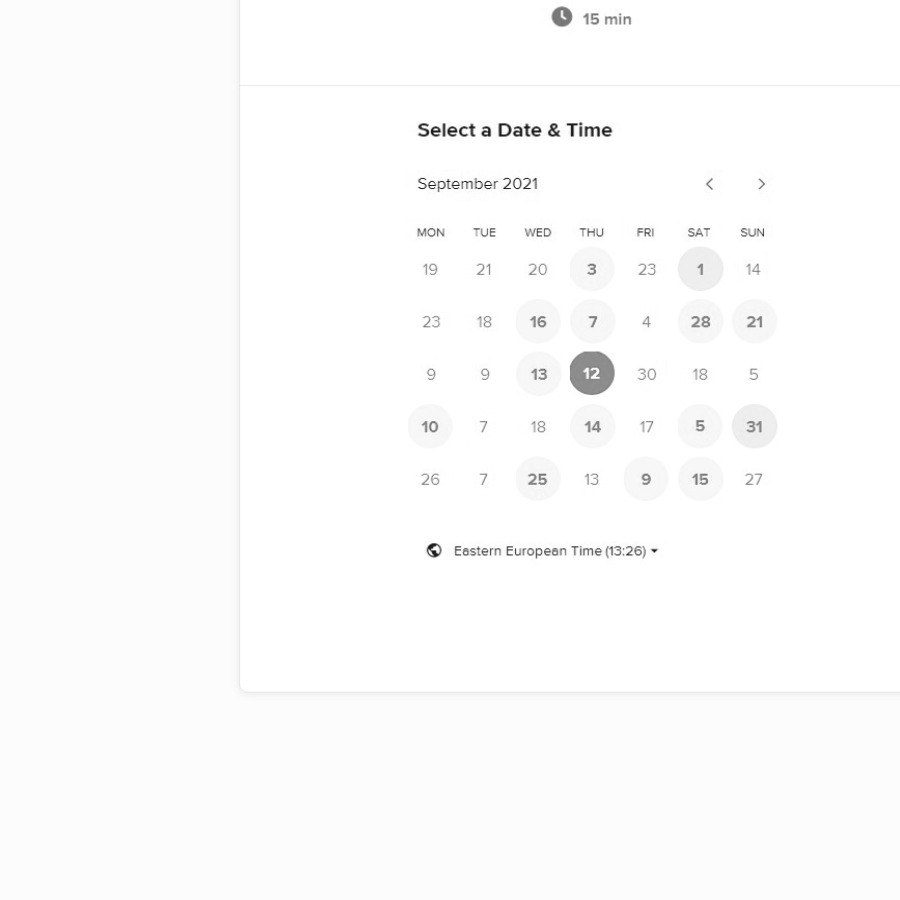 15 min
Select a Date & Time
September 2021
MON TUE WED THU FRI SAT SUN
19 21 20 3 23 1 14
23 18 16 7 4 28 21
9 9 13 12 30 18 5
10 7 18 14 17 5 31
26 7 25 13 9 15 27
Eastern European Time (13:26)